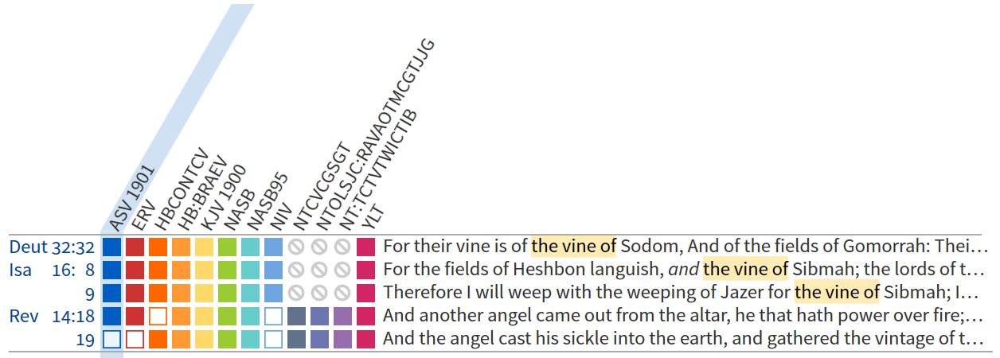 ASV 1901
ERV
HBCONTCV
HB:BRAEV
KJV 1900
NASB
NASB95
NIV
NTCVCGSGT
NTOLSJC:RAVAOTMCGTJJG
NT:TCTVTWICTIB
YLT
Deut 32:32 For their vine is of the vine of Sodom, And of the fields of Gomorrah: Thei…
Isa 16: 8 For the fields of Heshbon languish, and the vine of Sibmah; the lords of t…
9 Therefore I will weep with the weeping of Jazer for the vine of Sibmah; I…
Rev 14:18 And another angel came out from the altar, he that hath power over fire;…
19 And the angel cast his sickle into the earth, and gathered the vintage of t…